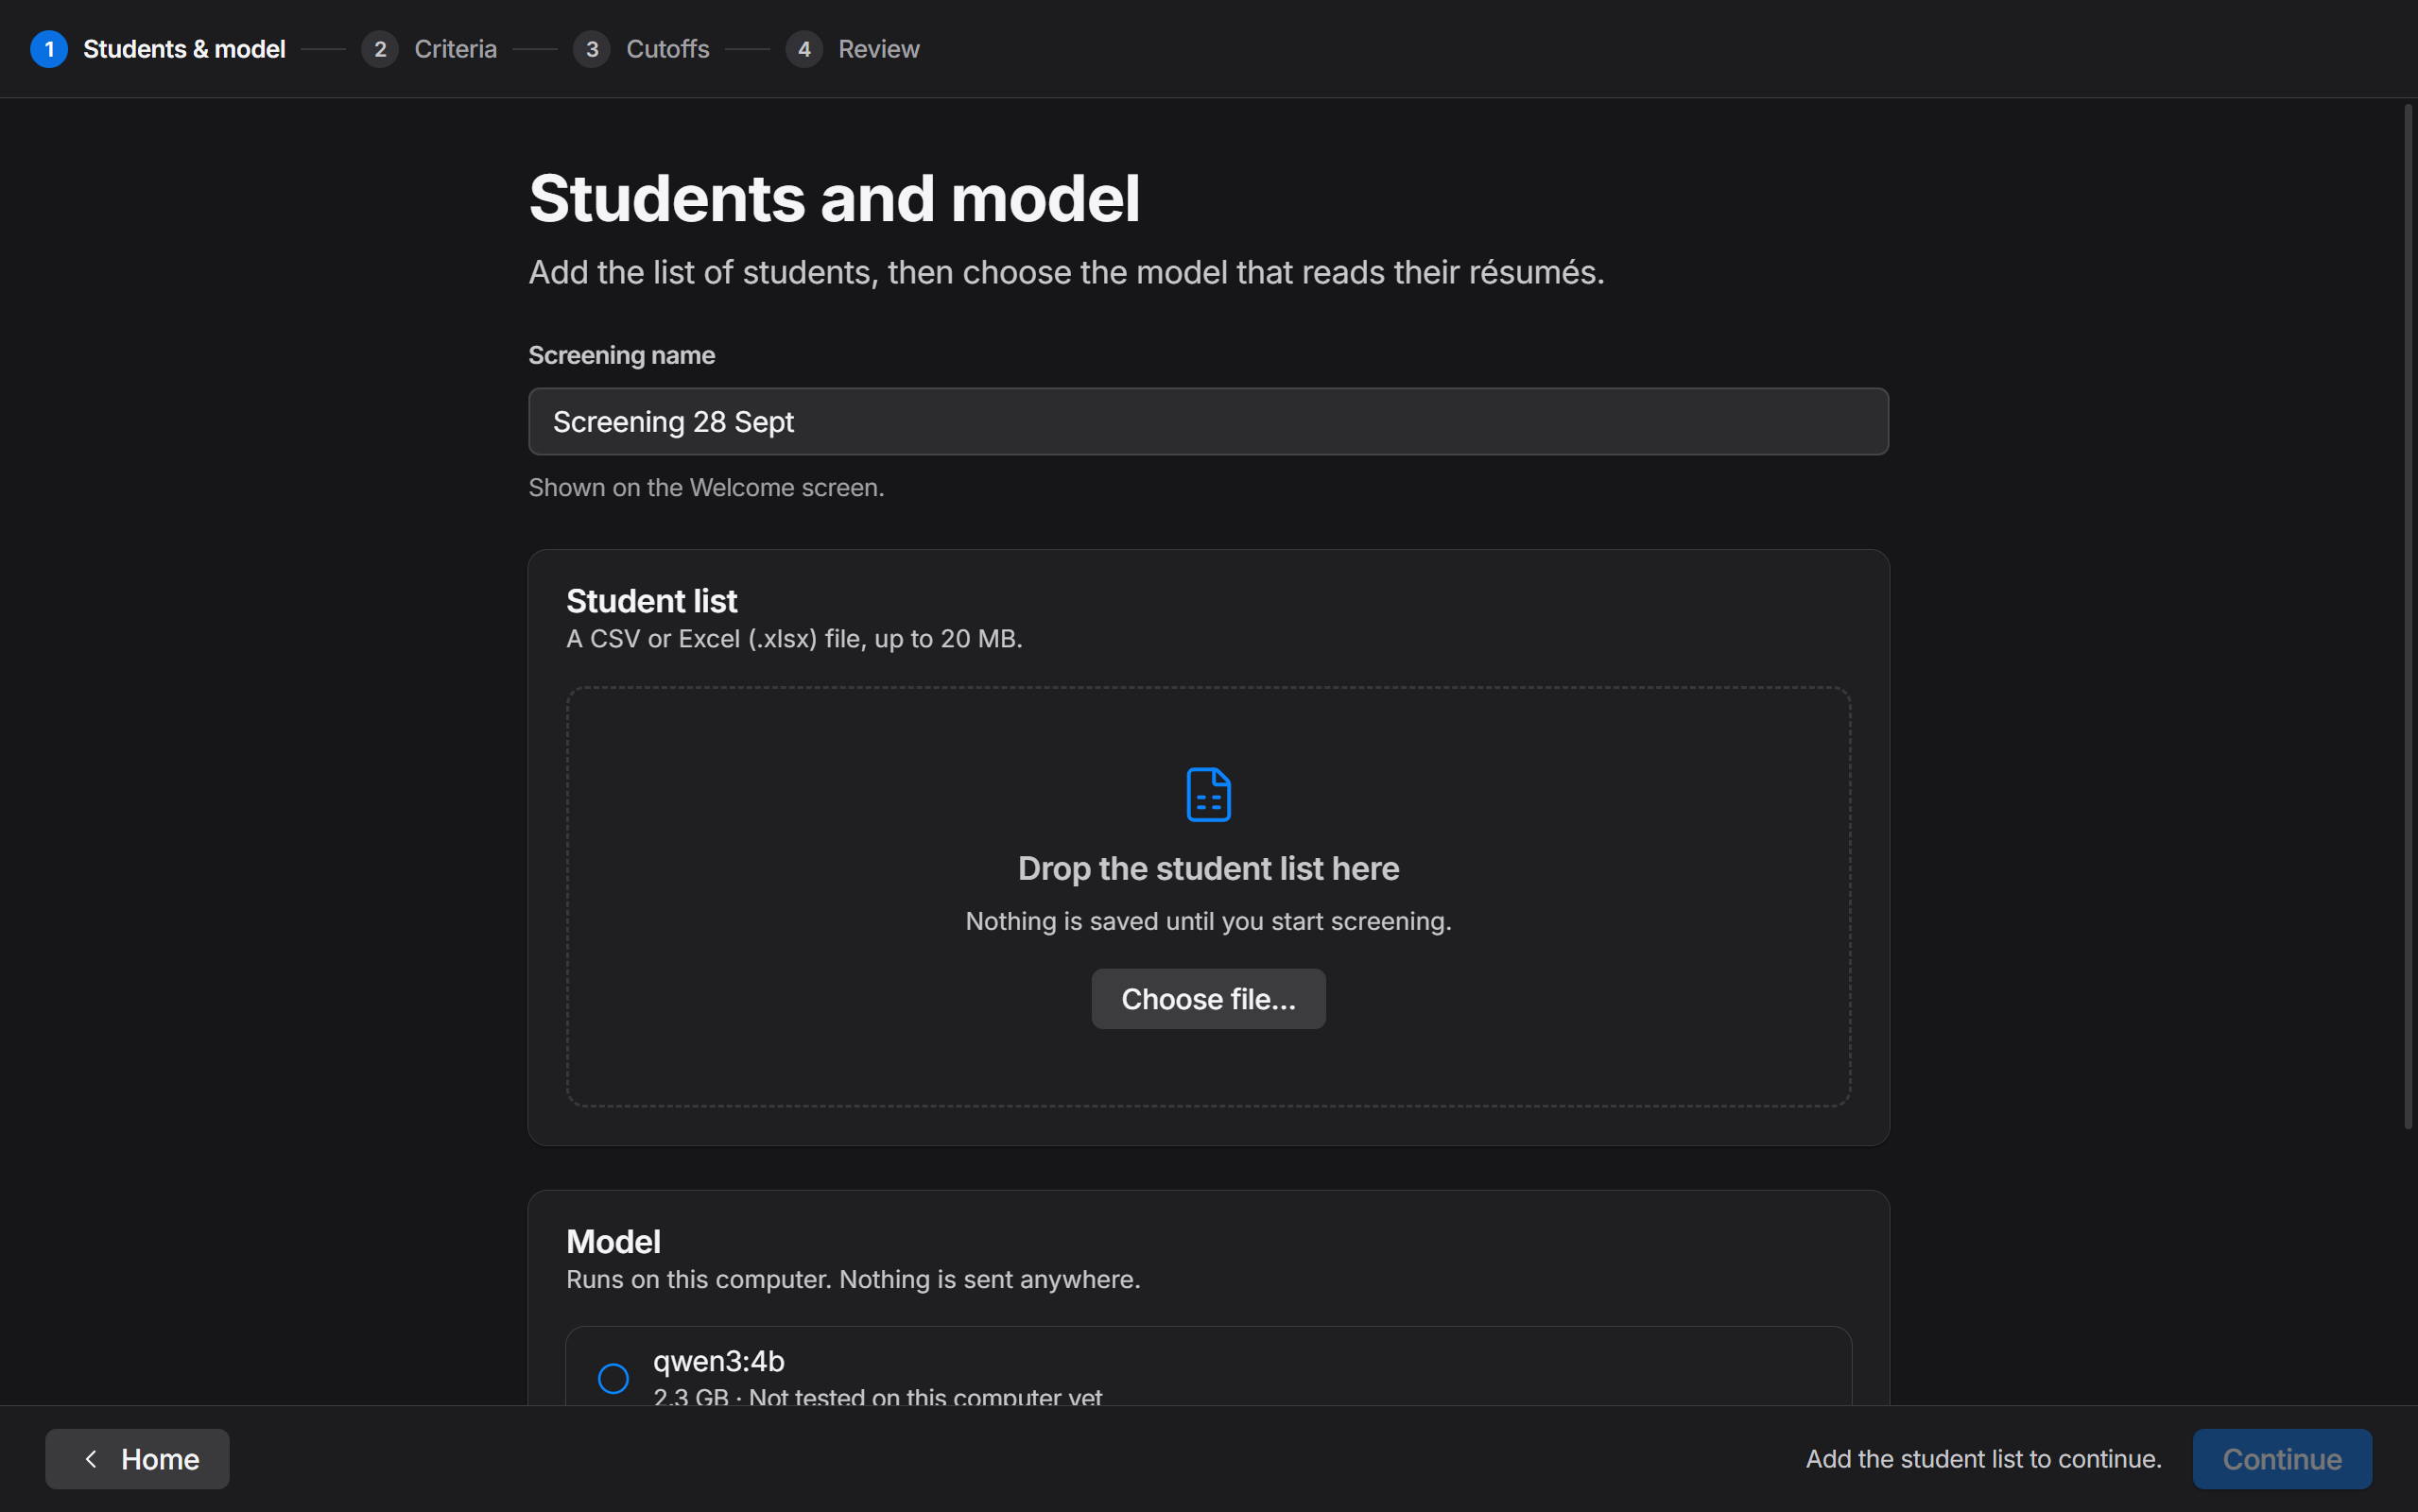 1 Students & model 2 Criteria 3 Cutoffs 4 Review
Students and model
Add the list of students, then choose the model that reads their résumés.
Screening name
Screening 28 Sept
Shown on the Welcome screen.
Student list
A CSV or Excel (.xlsx) file, up to 20 MB.
Drop the student list here
Nothing is saved until you start screening.
Choose file...
Model
Runs on this computer. Nothing is sent anywhere.
qwen3:4b
2.3 GB · Not tested on this computer yet
Home Add the student list to continue. Continue